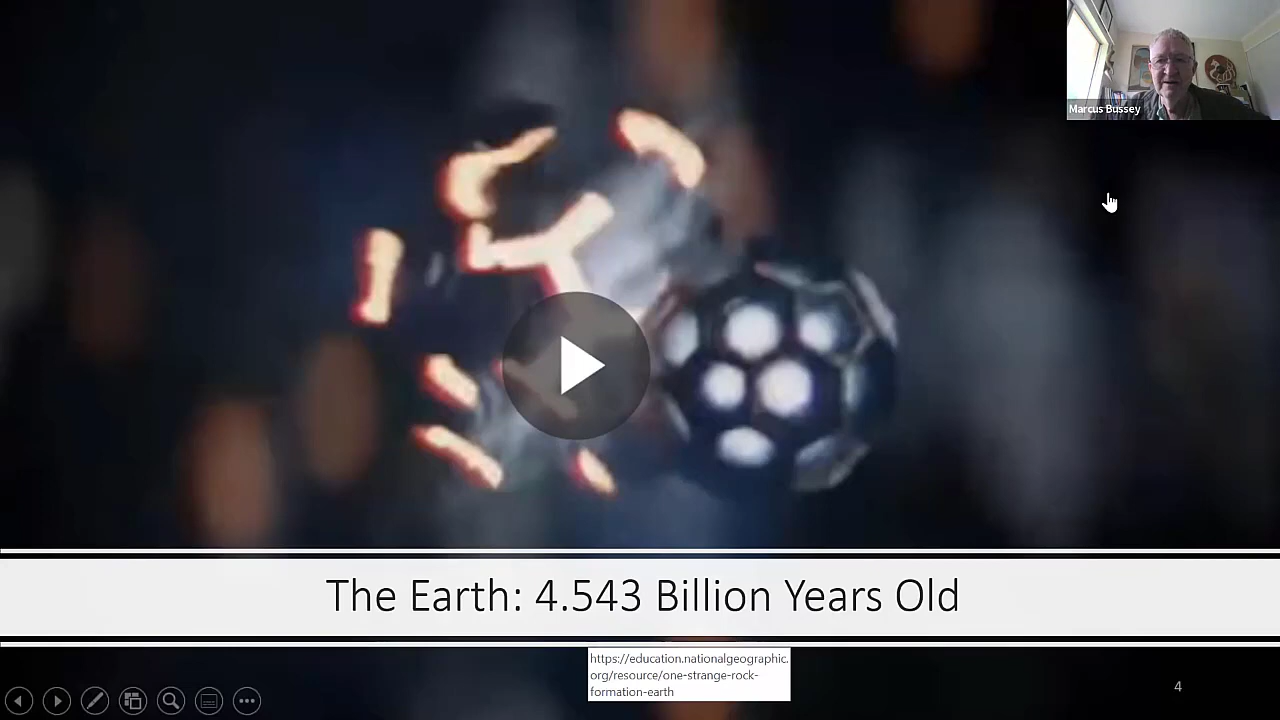 Marcus Bussey
The Earth: 4.543 Billion Years Old
https://education.nationalgeographic.
org/resource/one-strange-rock-
formation-earth
4